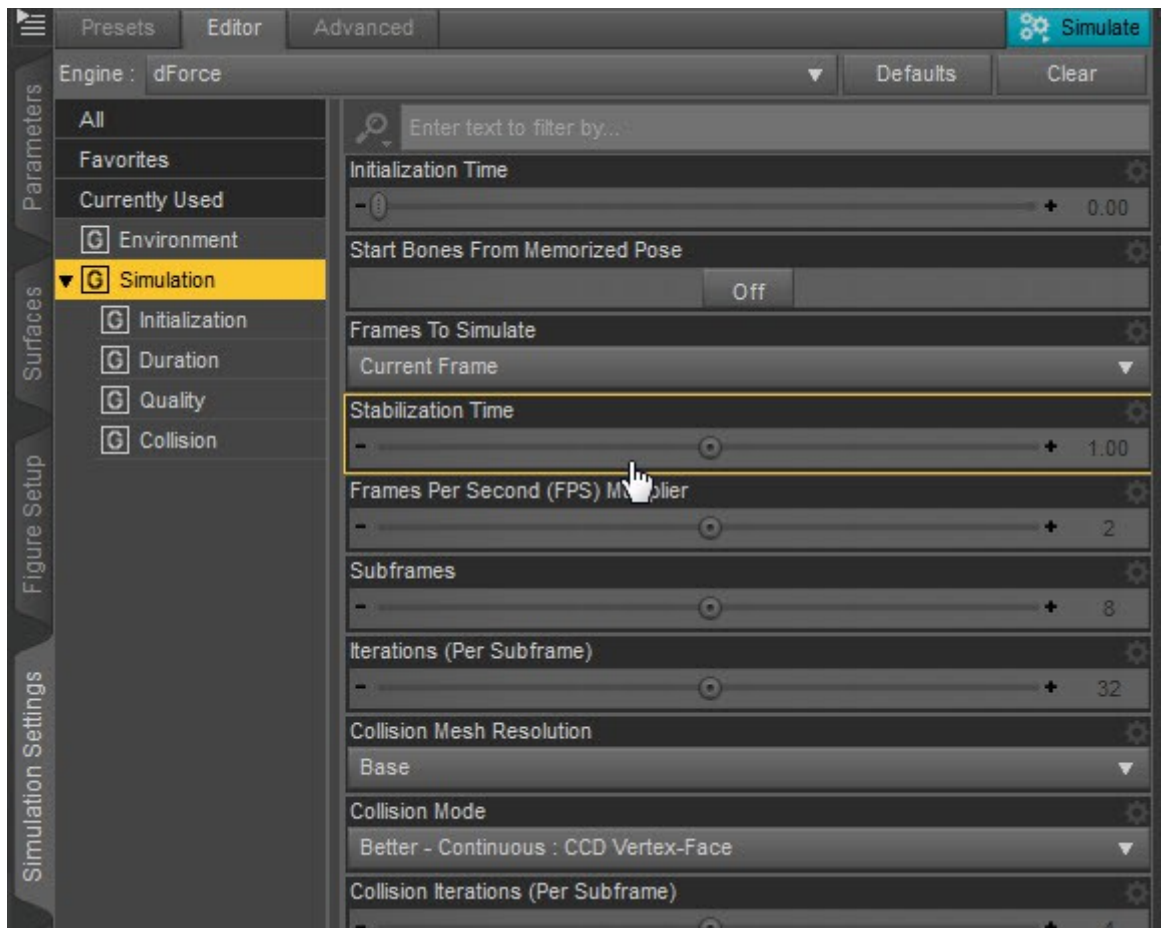 Presets Editor Advanced Simulate
Engine : dForce Defaults Clear
Parameters
Surfaces
Figure Setup
Simulation Settings
All
Favorites
Currently Used
G Environment
G Simulation
G Initialization
G Duration
G Quality
G Collision
Enter text to filter by...
Initialization Time
- + 0.00
Start Bones From Memorized Pose
Off
Frames To Simulate
Current Frame
Stabilization Time
- + 1.00
Frames Per Second (FPS)
- + 2
Subframes
- + 8
Iterations (Per Subframe)
- + 32
Collision Mesh Resolution
Base
Collision Mode
Better - Continuous : CCD Vertex-Face
Collision Iterations (Per Subframe)